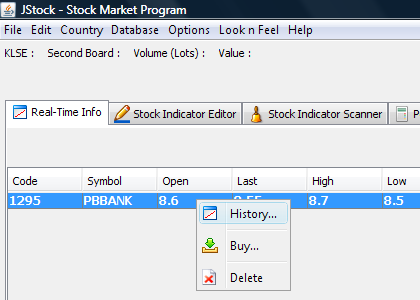 JStock - Stock Market Program
File Edit Country Database Options Look n Feel Help
KLSE : Second Board : Volume (Lots) : Value :
Real-Time Info Stock Indicator Editor Stock Indicator Scanner
Code Symbol Open Last High Low
1295 PBBANK 8.6 8.7 8.5
History...
Buy...
Delete